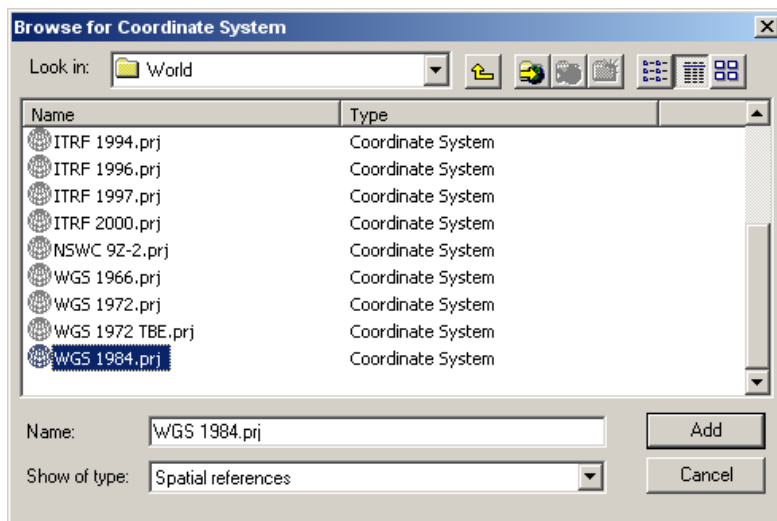 Browse for Coordinate System
Look in: World
Name Type
ITRF 1994.prj Coordinate System
ITRF 1996.prj Coordinate System
ITRF 1997.prj Coordinate System
ITRF 2000.prj Coordinate System
NSWC 9Z-2.prj Coordinate System
WGS 1966.prj Coordinate System
WGS 1972.prj Coordinate System
WGS 1972 TBE.prj Coordinate System
WGS 1984.prj Coordinate System
Name: WGS 1984.prj Add
Show of type: Spatial references Cancel